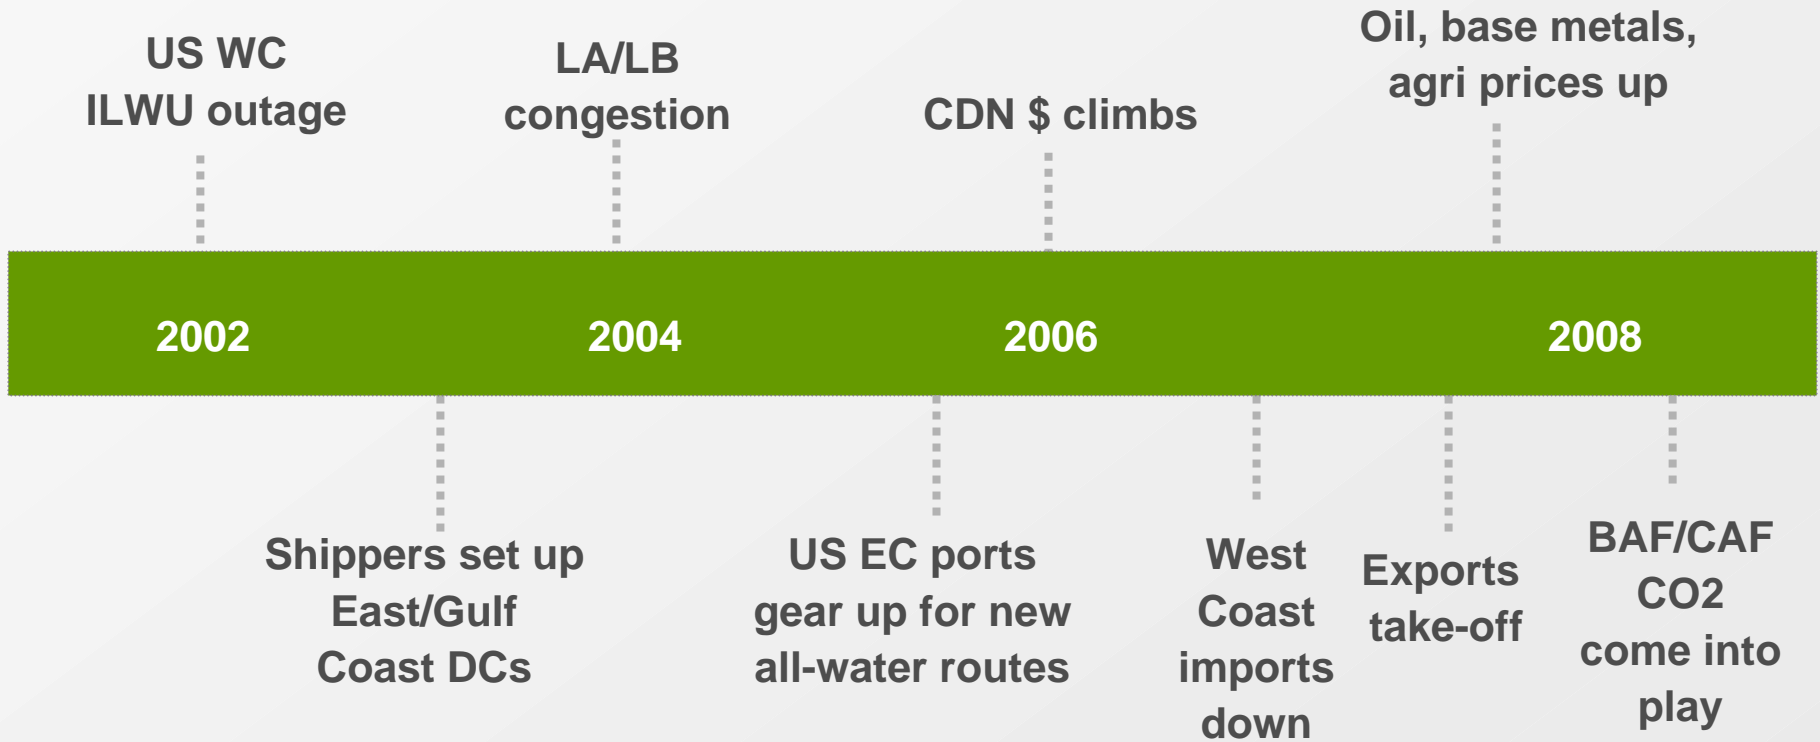 US WC
ILWU outage
LA/LB
congestion
CDN $ climbs
Oil, base metals,
agri prices up
2002
2004
2006
2008
Shippers set up
East/Gulf
Coast DCs
US EC ports
gear up for new
all-water routes
West
Coast
imports
down
Exports
take-off
BAF/CAF
CO2
come into
play